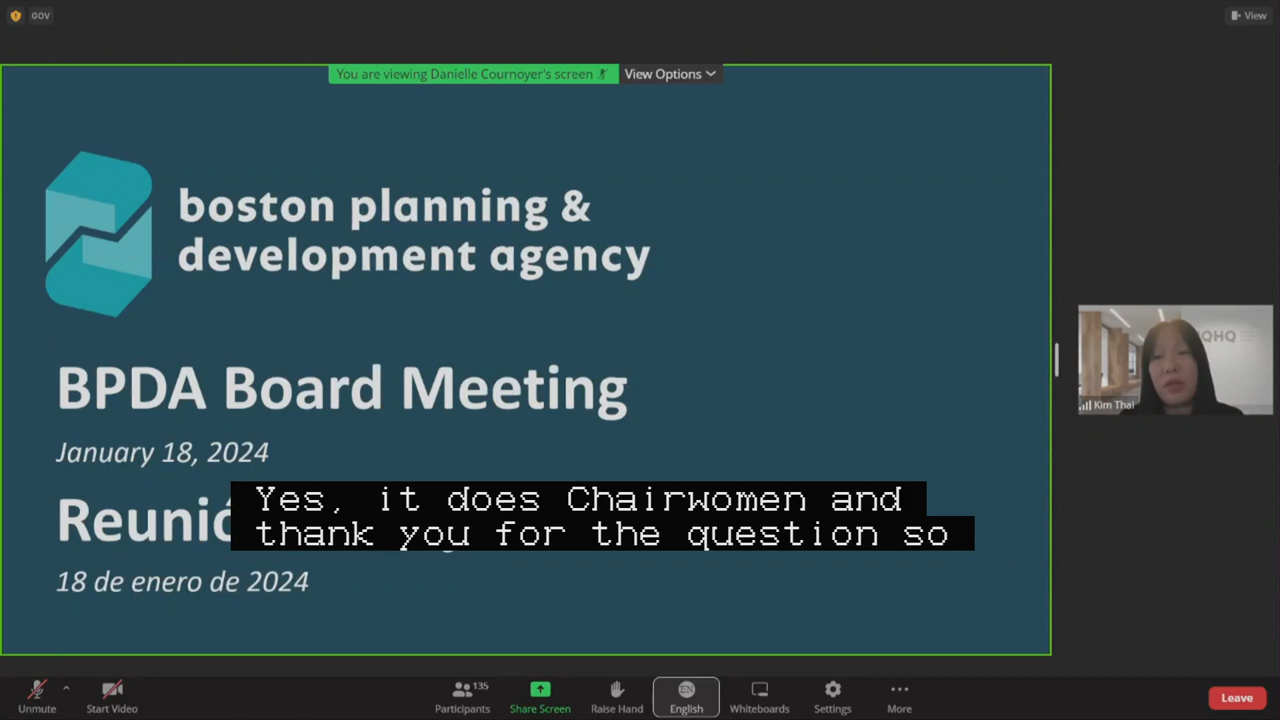 GOV
View
You are viewing Danielle Cournoyer's screen
View Options
boston planning &
development agency
BPDA Board Meeting
January 18, 2024
Yes, it does Chairwomen and
thank you for the question so
18 de enero de 2024
QHQ
Kim Thai
Unmute
Start Video
135
Participants
Share Screen
Raise Hand
EN
English
Whiteboards
Settings
More
Leave